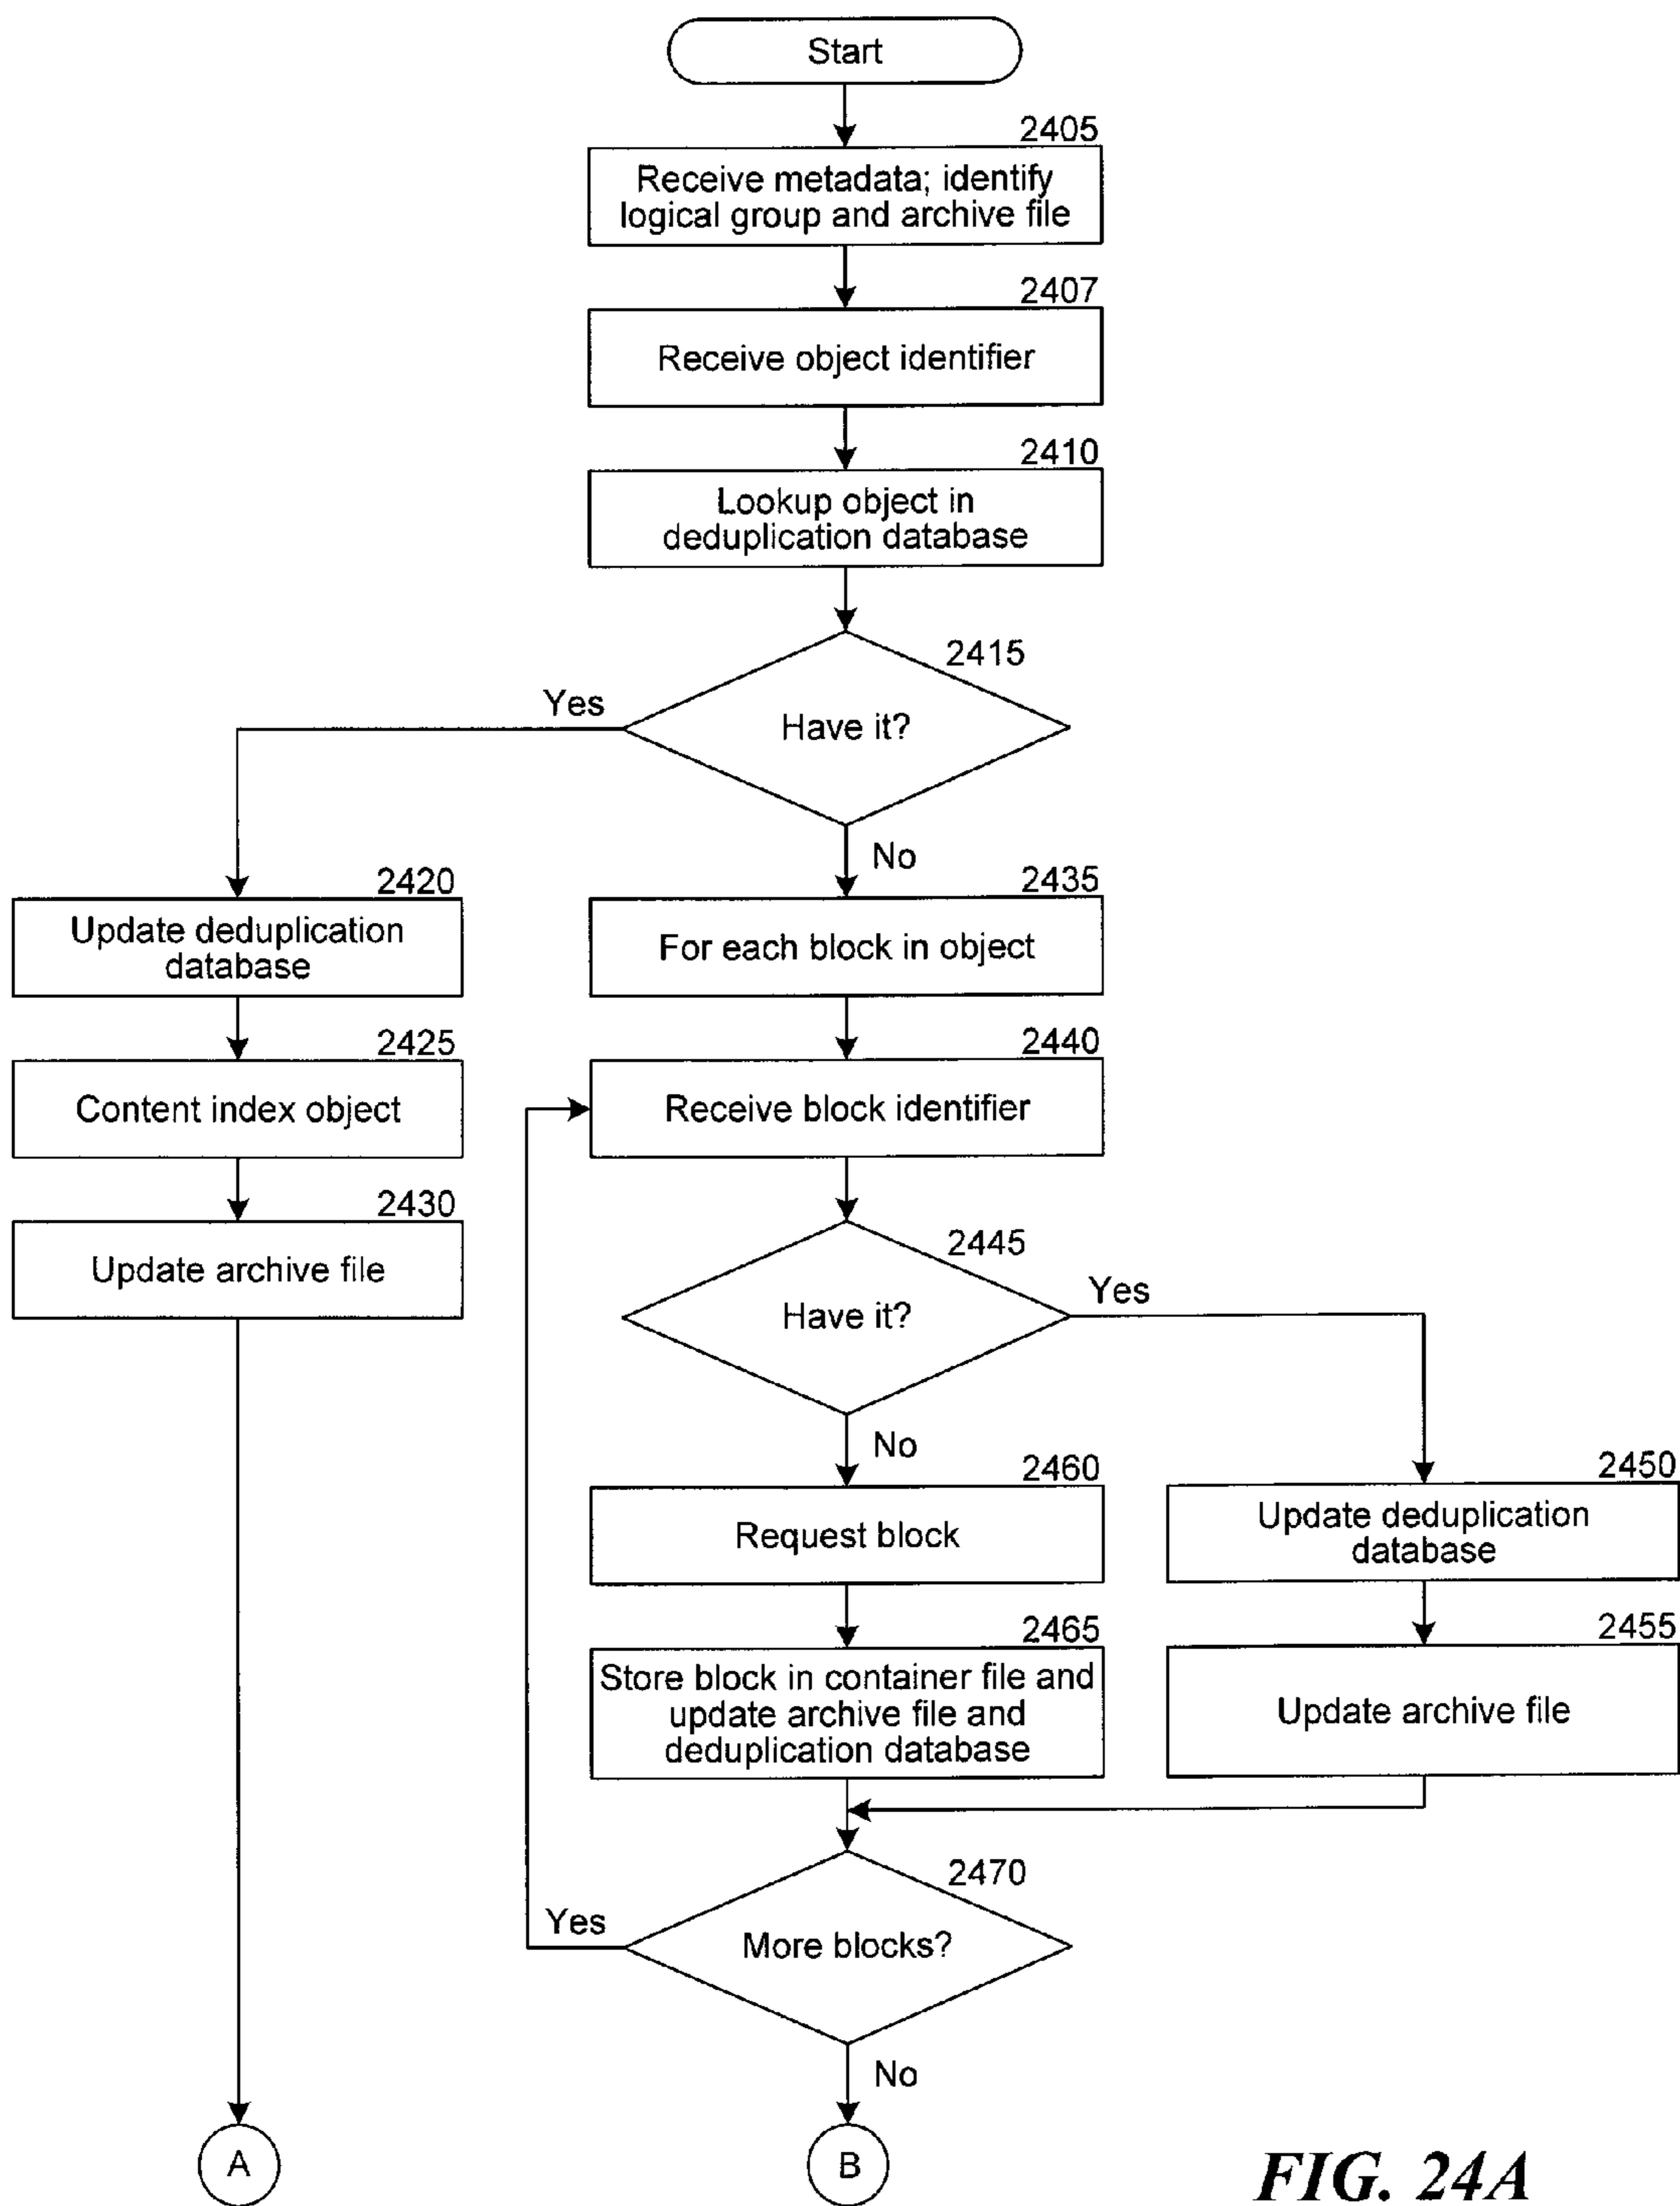 Start
2405
Receive metadata; identify
logical group and archive file
2407
Receive object identifier
2410
Lookup object in
deduplication database
2415
Yes
Have it?
No
2420
Update deduplication
database
2435
For each block in object
2425
Content index object
2440
Receive block identifier
2430
Update archive file
2445
Yes
Have it?
No
2460
Request block
2450
Update deduplication
database
2465
Store block in container file and
update archive file and
deduplication database
2455
Update archive file
2470
Yes
More blocks?
No
A
B
FIG. 24A